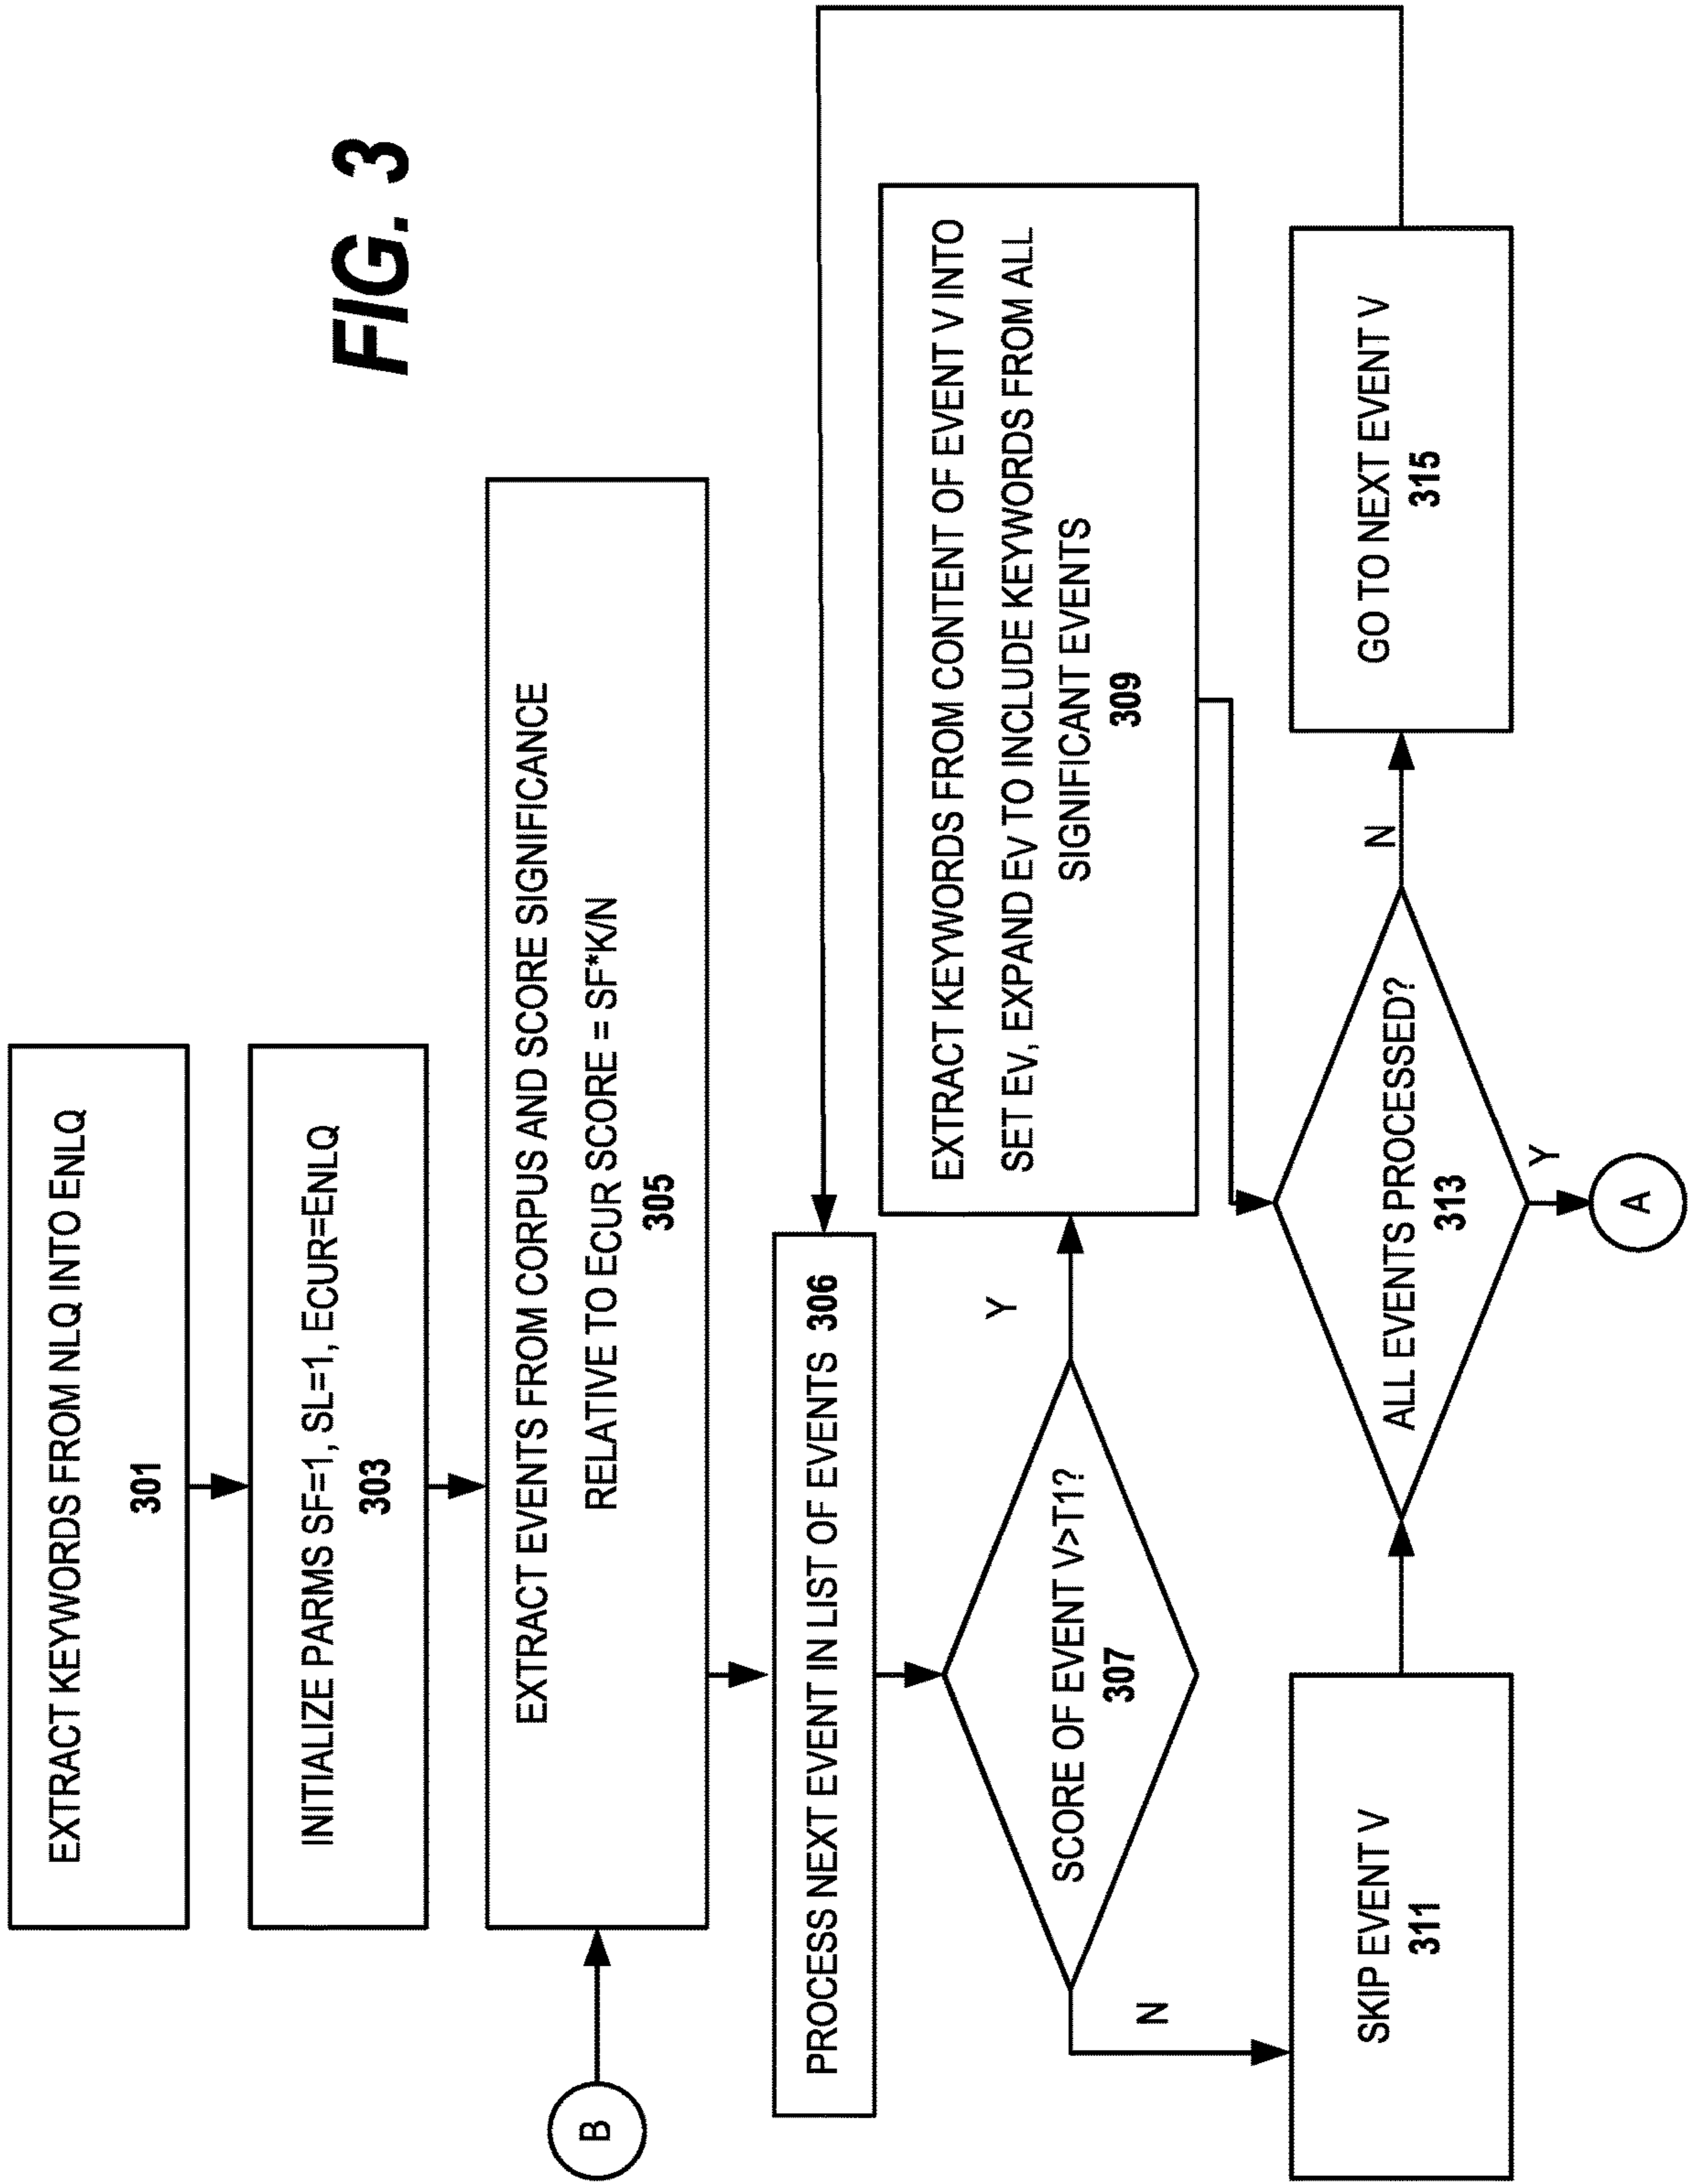 EXTRACT KEYWORDS FROM NLQ INTO ENLQ
301
INITIALIZE PARMS SF=1, SL=1, ECUR=ENLQ
303
B
EXTRACT EVENTS FROM CORPUS AND SCORE SIGNIFICANCE
RELATIVE TO ECUR SCORE = SF*K/N
305
FIG. 3
PROCESS NEXT EVENT IN LIST OF EVENTS 306
SCORE OF EVENT V>T1?
307
Y
N
EXTRACT KEYWORDS FROM CONTENT OF EVENT V INTO
SET EV, EXPAND EV TO INCLUDE KEYWORDS FROM ALL
SIGNIFICANT EVENTS
309
SKIP EVENT V
311
ALL EVENTS PROCESSED?
313
N
Y
GO TO NEXT EVENT V
315
A